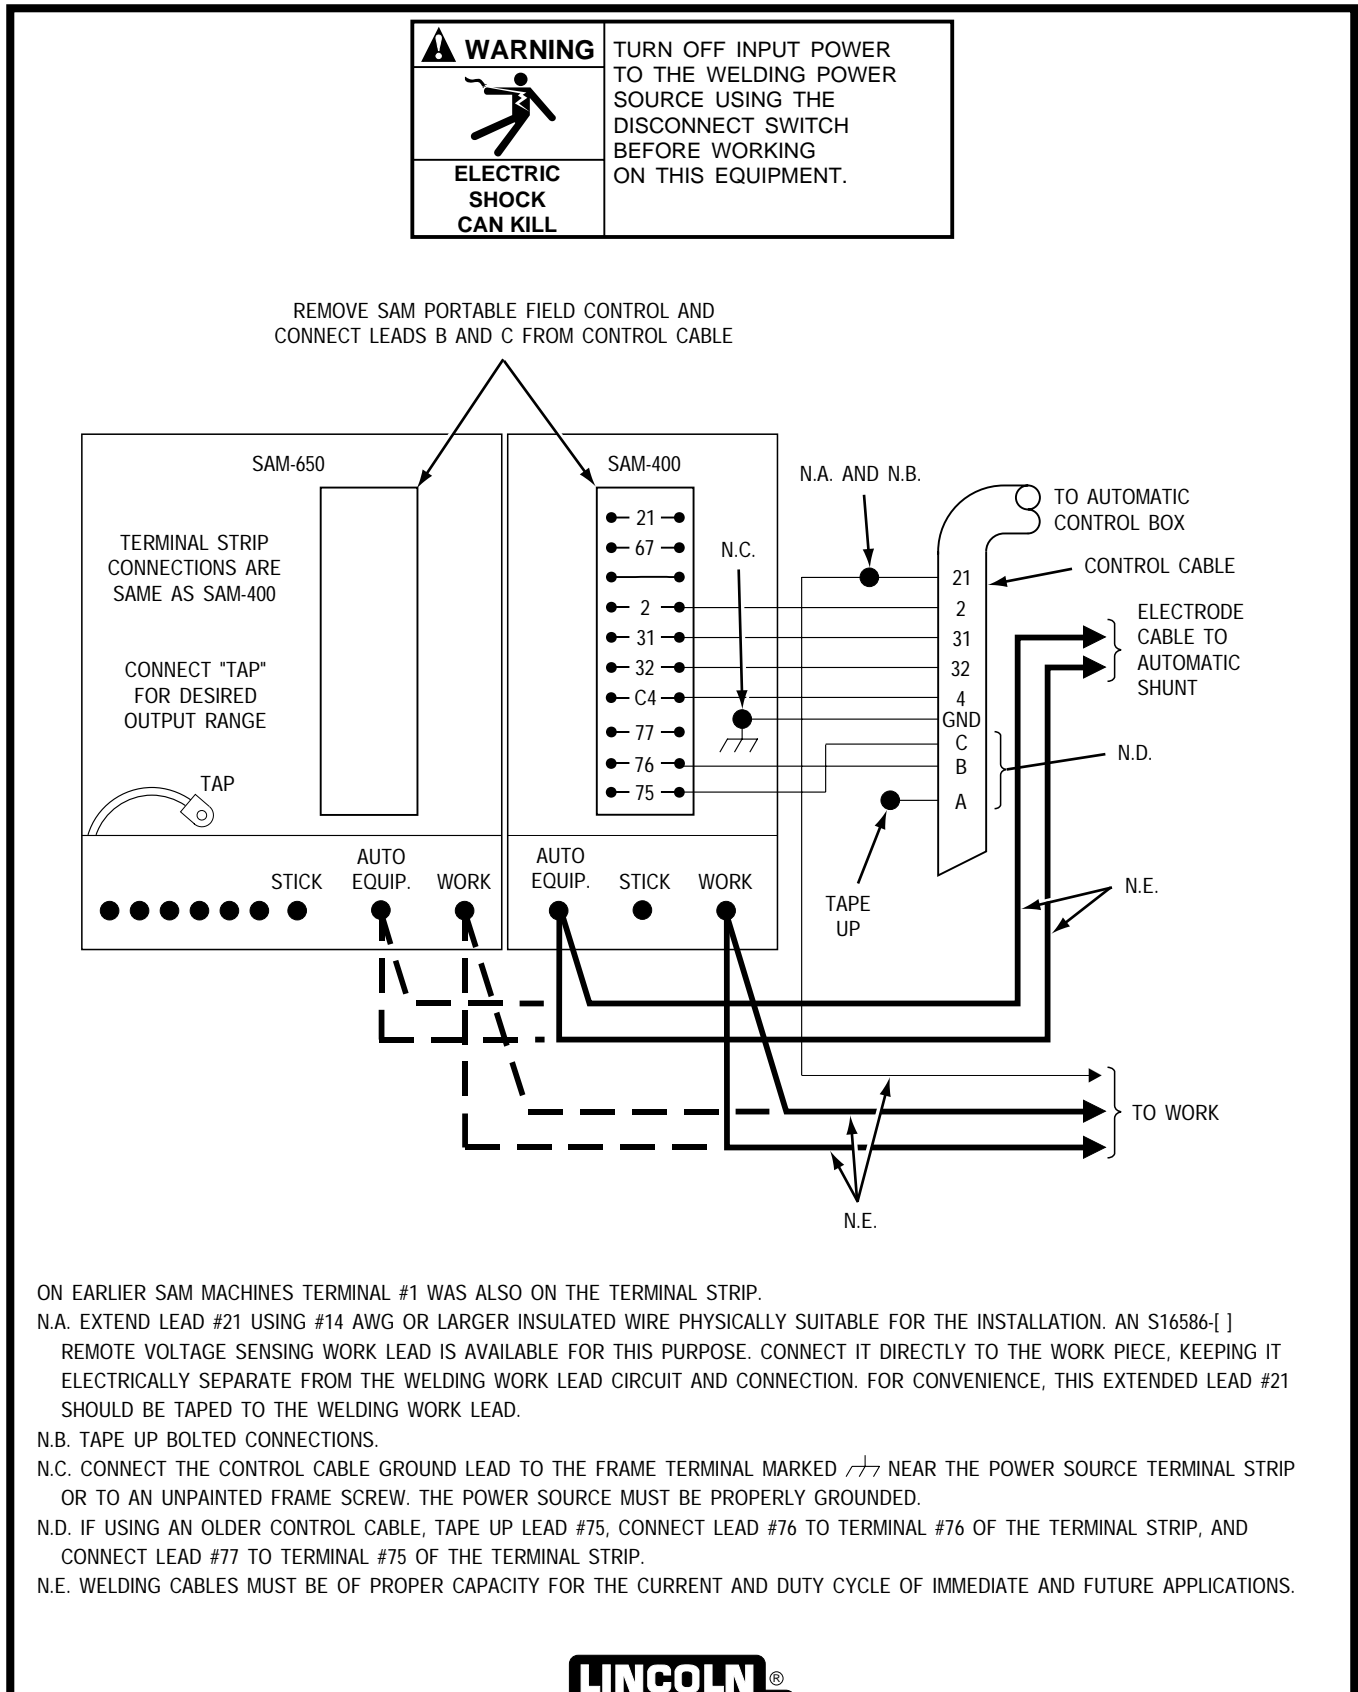 WARNING
ELECTRIC
SHOCK
CAN KILL
TURN OFF INPUT POWER
TO THE WELDING POWER
SOURCE USING THE
DISCONNECT SWITCH
BEFORE WORKING
ON THIS EQUIPMENT.
REMOVE SAM PORTABLE FIELD CONTROL AND
CONNECT LEADS B AND C FROM CONTROL CABLE
SAM-650
TERMINAL STRIP
CONNECTIONS ARE
SAME AS SAM-400
CONNECT "TAP"
FOR DESIRED
OUTPUT RANGE
TAP
STICK
AUTO
EQUIP.
WORK
SAM-400
21
67
2
31
32
C4
77
76
75
AUTO
EQUIP.
STICK
WORK
N.C.
N.A. AND N.B.
TAPE
UP
21
2
31
32
4
GND
C
B
A
TO AUTOMATIC
CONTROL BOX
CONTROL CABLE
ELECTRODE
CABLE TO
AUTOMATIC
SHUNT
N.D.
N.E.
TO WORK
N.E.
ON EARLIER SAM MACHINES TERMINAL #1 WAS ALSO ON THE TERMINAL STRIP.
N.A. EXTEND LEAD #21 USING #14 AWG OR LARGER INSULATED WIRE PHYSICALLY SUITABLE FOR THE INSTALLATION. AN S16586-[ ]
REMOTE VOLTAGE SENSING WORK LEAD IS AVAILABLE FOR THIS PURPOSE. CONNECT IT DIRECTLY TO THE WORK PIECE, KEEPING IT
ELECTRICALLY SEPARATE FROM THE WELDING WORK LEAD CIRCUIT AND CONNECTION. FOR CONVENIENCE, THIS EXTENDED LEAD #21
SHOULD BE TAPED TO THE WELDING WORK LEAD.
N.B. TAPE UP BOLTED CONNECTIONS.
N.C. CONNECT THE CONTROL CABLE GROUND LEAD TO THE FRAME TERMINAL MARKED NEAR THE POWER SOURCE TERMINAL STRIP
OR TO AN UNPAINTED FRAME SCREW. THE POWER SOURCE MUST BE PROPERLY GROUNDED.
N.D. IF USING AN OLDER CONTROL CABLE, TAPE UP LEAD #75, CONNECT LEAD #76 TO TERMINAL #76 OF THE TERMINAL STRIP, AND
CONNECT LEAD #77 TO TERMINAL #75 OF THE TERMINAL STRIP.
N.E. WELDING CABLES MUST BE OF PROPER CAPACITY FOR THE CURRENT AND DUTY CYCLE OF IMMEDIATE AND FUTURE APPLICATIONS.
LINCOLN ®